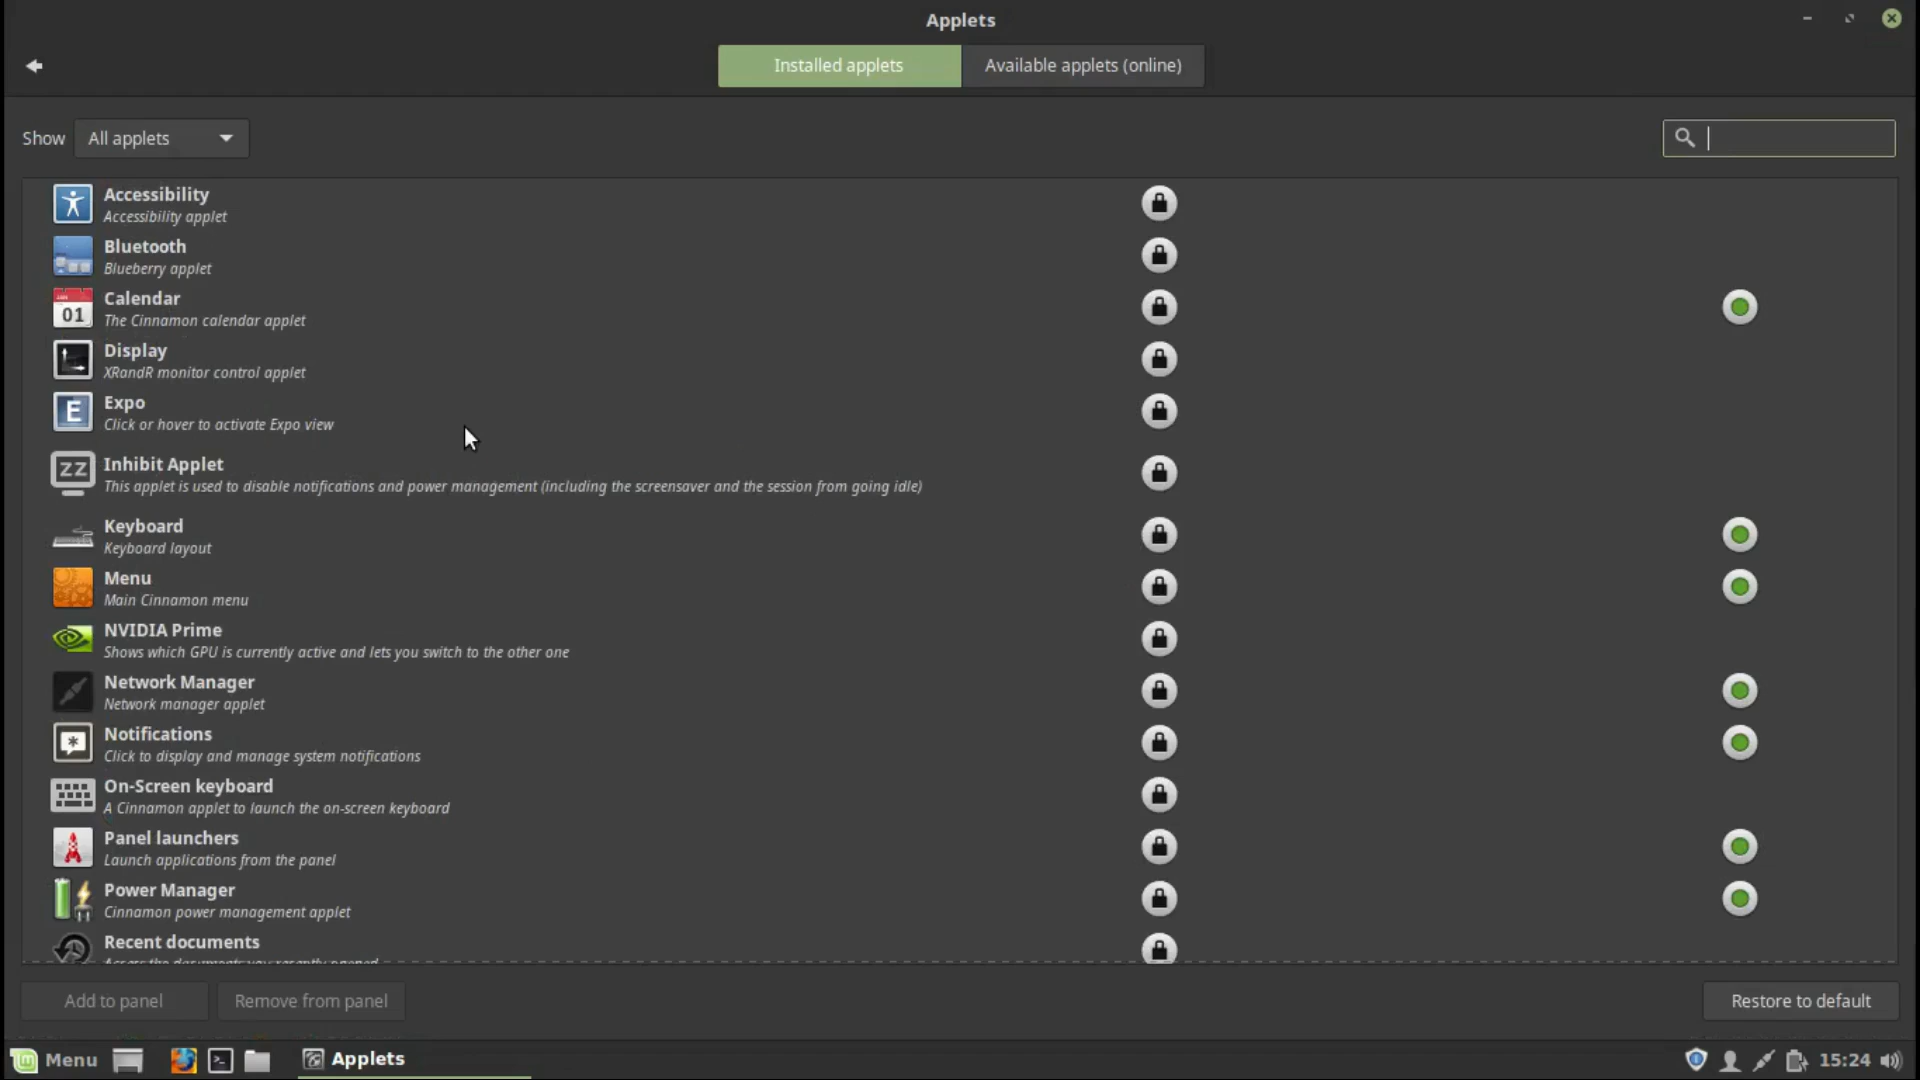 Applets
Installed applets
Available applets (online)
Show
All applets
Accessibility
Accessibility applet
Bluetooth
Blueberry applet
01
Calendar
The Cinnamon calendar applet
Display
XRandR monitor control applet
E
Expo
Click or hover to activate Expo view
ZZ
Inhibit Applet
This applet is used to disable notifications and power management (including the screensaver and the session from going idle)
Keyboard
Keyboard layout
Menu
Main Cinnamon menu
NVIDIA Prime
Shows which GPU is currently active and lets you switch to the other one
Network Manager
Network manager applet
Notifications
Click to display and manage system notifications
On-Screen keyboard
A Cinnamon applet to launch the on-screen keyboard
Panel launchers
Launch applications from the panel
Power Manager
Cinnamon power management applet
Recent documents
Access the documents you recently opened
Add to panel
Remove from panel
Restore to default
Menu
Applets
15:24